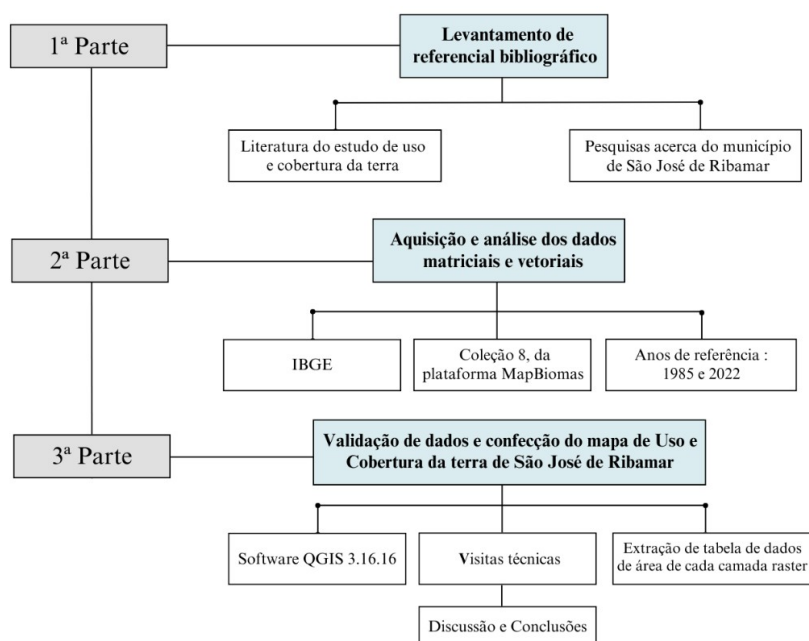 1ª Parte
Levantamento de
referencial bibliográfico
Literatura do estudo de uso
e cobertura da terra
Pesquisas acerca do município
de São José de Ribamar
2ª Parte
Aquisição e análise dos dados
matriciais e vetoriais
IBGE
Coleção 8, da
plataforma MapBiomas
Anos de referência :
1985 e 2022
3ª Parte
Validação de dados e confecção do mapa de Uso e
Cobertura da terra de São José de Ribamar
Software QGIS 3.16.16
Visitas técnicas
Extração de tabela de dados
de área de cada camada raster
Discussão e Conclusões